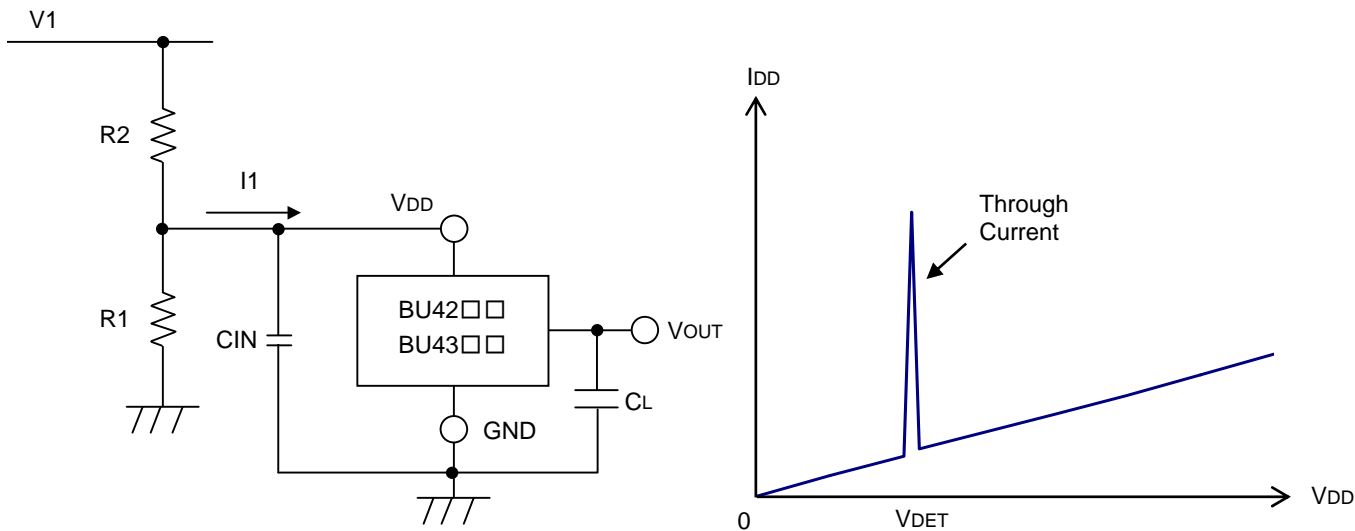 V1
R2
I1
VDD
R1
CIN
BU42□□
BU43□□
VOUT
CL
GND
IDD
Through
Current
0
VDET
VDD